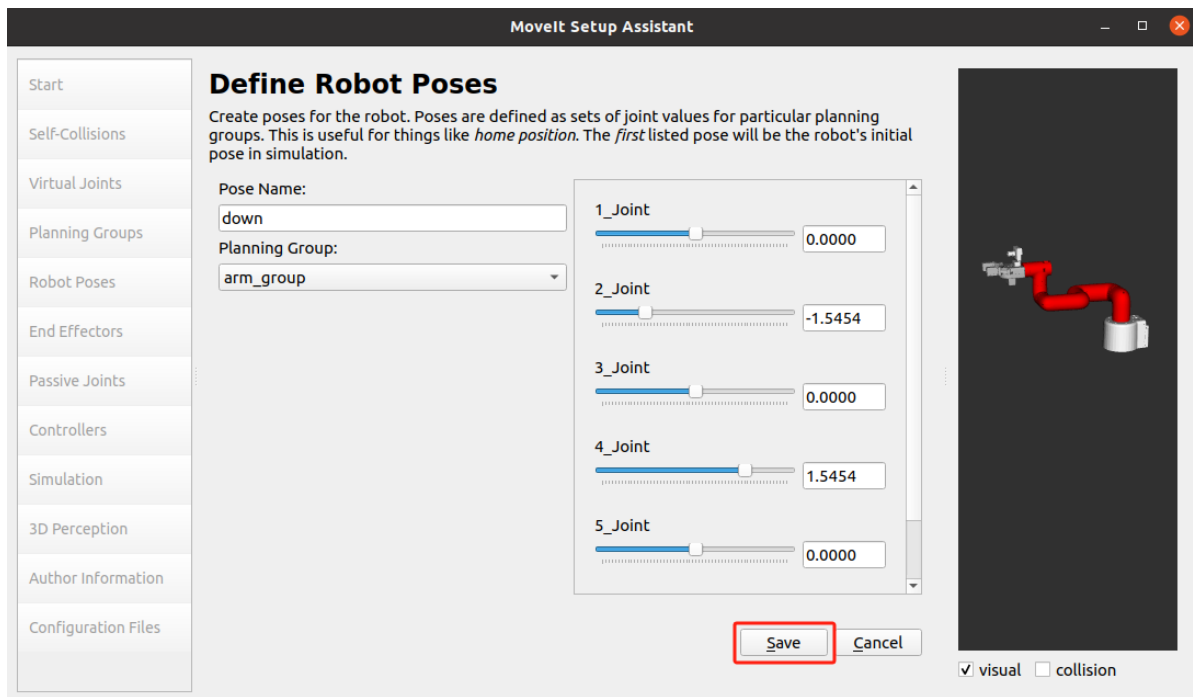 MoveIt Setup Assistant
Start
Self-Collisions
Virtual Joints
Planning Groups
Robot Poses
End Effectors
Passive Joints
Controllers
Simulation
3D Perception
Author Information
Configuration Files
Define Robot Poses
Create poses for the robot. Poses are defined as sets of joint values for particular planning
groups. This is useful for things like home position. The first listed pose will be the robot's initial
pose in simulation.
Pose Name:
down
Planning Group:
arm_group
1_Joint
0.0000
2_Joint
-1.5454
3_Joint
0.0000
4_Joint
1.5454
5_Joint
0.0000
Save
Cancel
visual
collision